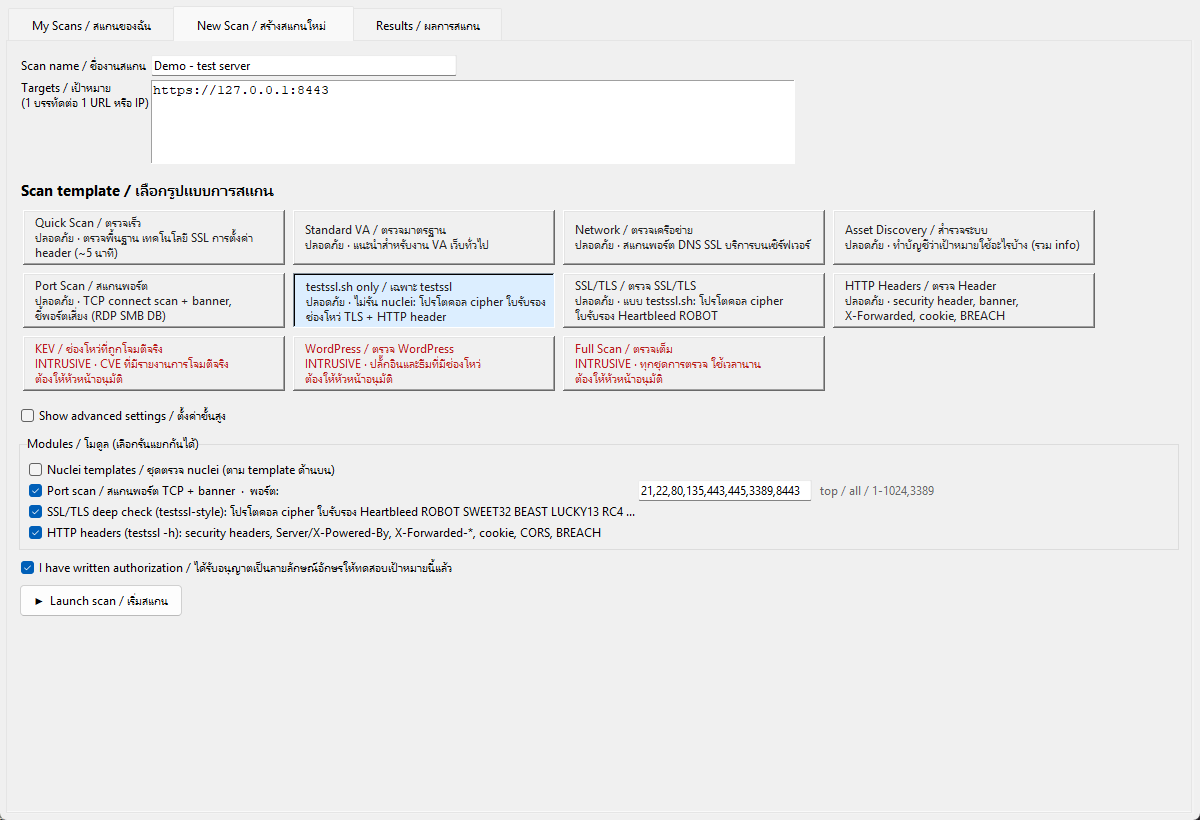 My Scans / สแกนของฉัน
New Scan / สร้างสแกนใหม่
Results / ผลการสแกน
Scan name / ชื่องานสแกน
Demo - test server
Targets / เป้าหมาย
(1 บรรทัดต่อ 1 URL หรือ IP)
https://127.0.0.1:8443
Scan template / เลือกรูปแบบการสแกน
Quick Scan / ตรวจเร็ว
ปลอดภัย · ตรวจพื้นฐาน เทคโนโลยี SSL การตั้งค่า
header (~5 นาที)
Standard VA / ตรวจมาตรฐาน
ปลอดภัย · แนะนำสำหรับงาน VA เว็บทั่วไป
Network / ตรวจเครือข่าย
ปลอดภัย · สแกนพอร์ต DNS SSL บริการบนเซิร์ฟเวอร์
Asset Discovery / สำรวจระบบ
ปลอดภัย · ทำบัญชีว่าเป้าหมายใช้อะไรบ้าง (รวม info)
Port Scan / สแกนพอร์ต
ปลอดภัย · TCP connect scan + banner,
ชี้พอร์ตเสี่ยง (RDP SMB DB)
testssl.sh only / เฉพาะ testssl
ปลอดภัย · ไม่รัน nuclei: โปรโตคอล cipher ใบรับรอง
ช่องโหว่ TLS + HTTP header
SSL/TLS / ตรวจ SSL/TLS
ปลอดภัย · แบบ testssl.sh: โปรโตคอล cipher
ใบรับรอง Heartbleed ROBOT
HTTP Headers / ตรวจ Header
ปลอดภัย · security header, banner,
X-Forwarded, cookie, BREACH
KEV / ช่องโหว่ที่ถูกโจมตีจริง
INTRUSIVE · CVE ที่มีรายงานการโจมตีจริง
ต้องให้หัวหน้าอนุมัติ
WordPress / ตรวจ WordPress
INTRUSIVE · ปลั๊กอินและธีมที่มีช่องโหว่
ต้องให้หัวหน้าอนุมัติ
Full Scan / ตรวจเต็ม
INTRUSIVE · ทุกชุดการตรวจ ใช้เวลานาน
ต้องให้หัวหน้าอนุมัติ
Show advanced settings / ตั้งค่าขั้นสูง
Modules / โมดูล (เลือกรันแยกกันได้)
Nuclei templates / ชุดตรวจ nuclei (ตาม template ด้านบน)
Port scan / สแกนพอร์ต TCP + banner · พอร์ต:
21,22,80,135,443,445,3389,8443
top / all / 1-1024,3389
SSL/TLS deep check (testssl-style): โปรโตคอล cipher ใบรับรอง Heartbleed ROBOT SWEET32 BEAST LUCKY13 RC4 ...
HTTP headers (testssl -h): security headers, Server/X-Powered-By, X-Forwarded-*, cookie, CORS, BREACH
I have written authorization / ได้รับอนุญาตเป็นลายลักษณ์อักษรให้ทดสอบเป้าหมายนี้แล้ว
► Launch scan / เริ่มสแกน